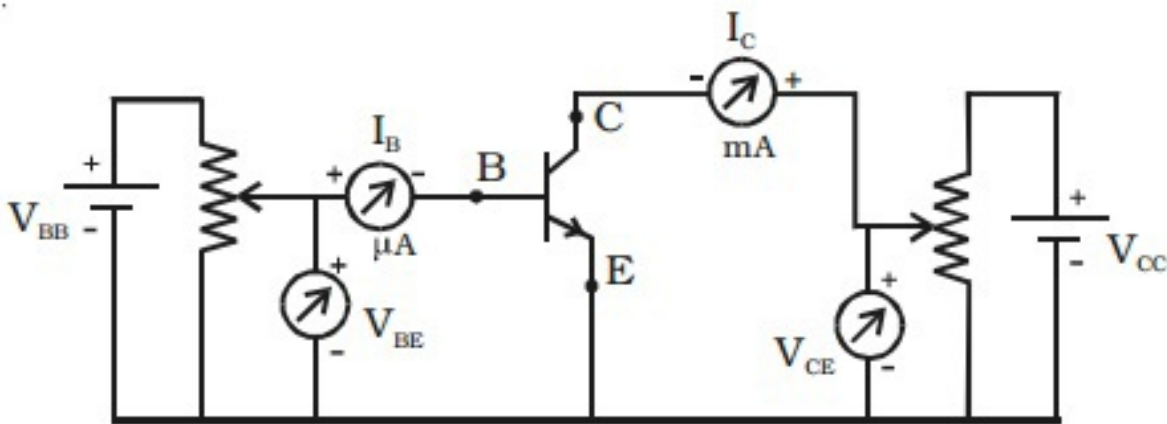 I_C
- +
C
mA
I_B
+ -
B
μA
+
V_BB
-
E
+
V_BE
-
+
V_CE
-
+
V_CC
-